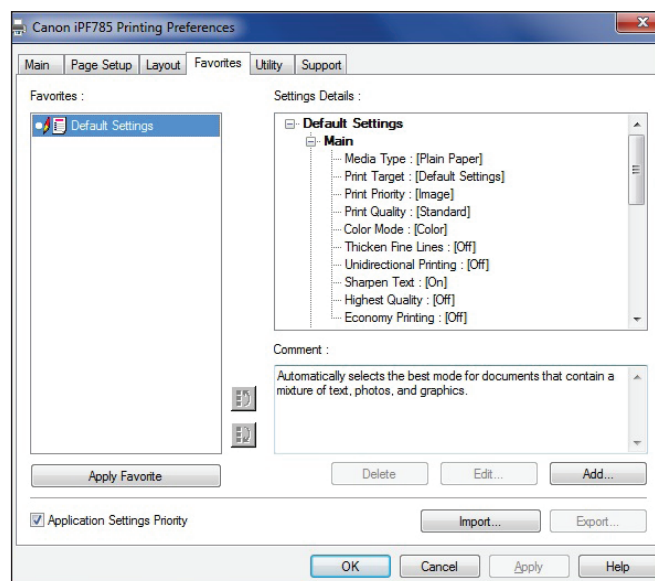 Canon iPF785 Printing Preferences
Main Page Setup Layout Favorites Utility Support
Favorites :
Default Settings
Settings Details :
Default Settings
Main
Media Type : [Plain Paper]
Print Target : [Default Settings]
Print Priority : [Image]
Print Quality : [Standard]
Color Mode : [Color]
Thicken Fine Lines : [Off]
Unidirectional Printing : [Off]
Sharpen Text : [On]
Highest Quality : [Off]
Economy Printing : [Off]
Comment :
Automatically selects the best mode for documents that contain a
mixture of text, photos, and graphics.
Apply Favorite
Delete Edit... Add...
Application Settings Priority
Import... Export...
OK Cancel Apply Help